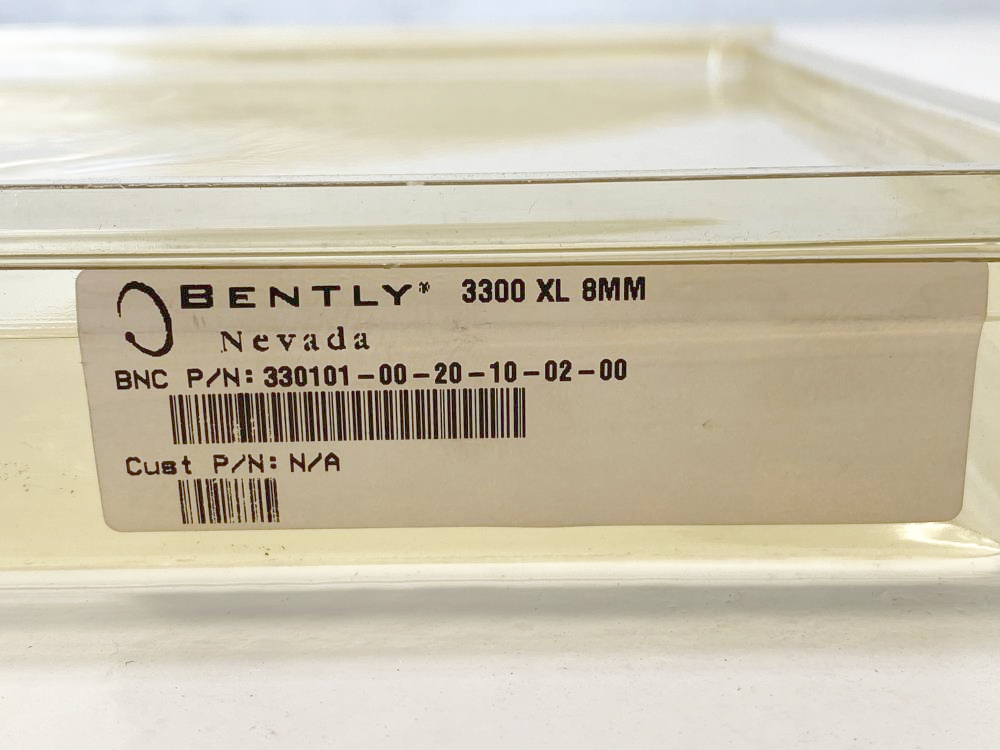 BENTLY® 3300 XL 8MM
Nevada
BNC P/N: 330101-00-20-10-02-00
Cust P/N: N/A